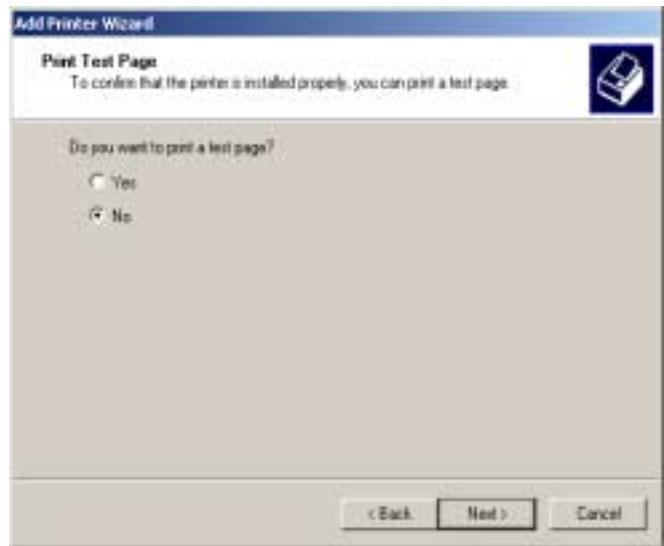 Add Printer Wizard
Print Test Page
To confirm that the printer is installed properly, you can print a test page.
Do you want to print a test page?
Yes
No
< Back
Next >
Cancel